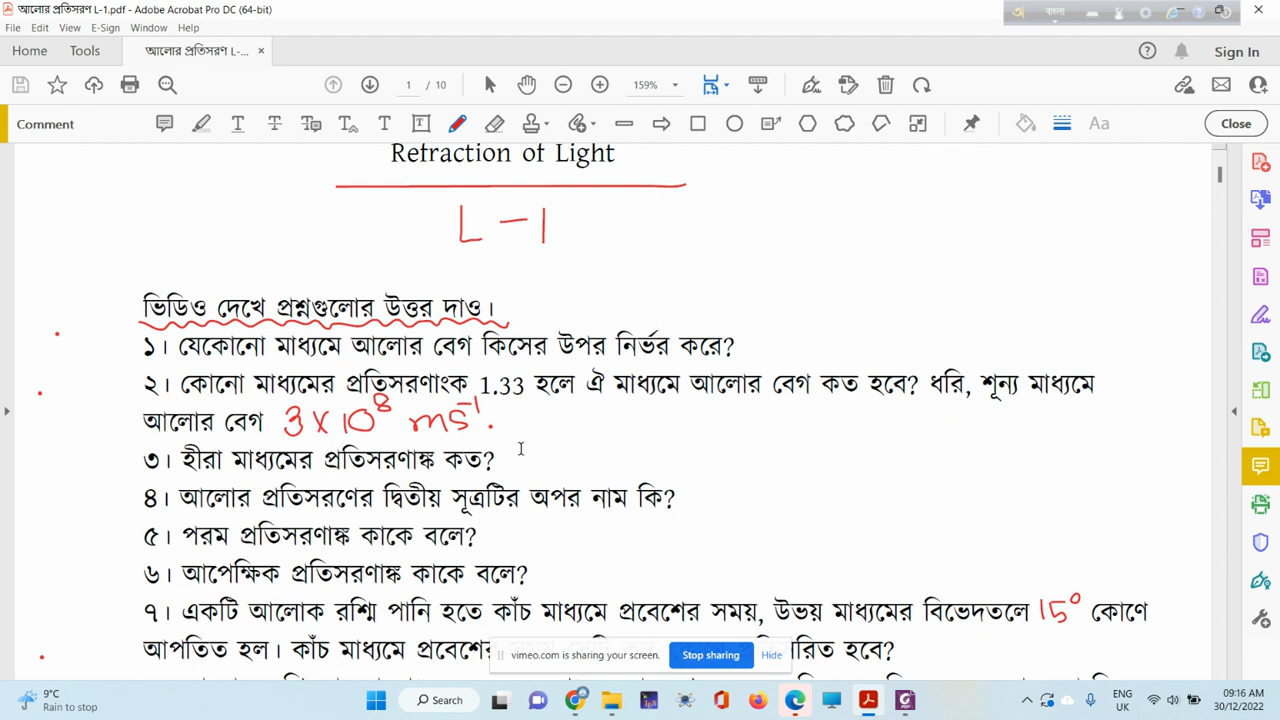 আলোর প্রতিসরণ L-1.pdf - Adobe Acrobat Pro DC (64-bit)
বাংলা
File Edit View E-Sign Window Help
Home Tools আলোর প্রতিসরণ L-... × Sign In
1 / 10 159%
Comment Close
Refraction of Light
L - 1
ভিডিও দেখে প্রশ্নগুলোর উত্তর দাও।
১। যেকোনো মাধ্যমে আলোর বেগ কিসের উপর নির্ভর করে?
২। কোনো মাধ্যমের প্রতিসরণাংক 1.33 হলে ঐ মাধ্যমে আলোর বেগ কত হবে? ধরি, শূন্য মাধ্যমে
আলোর বেগ 3 × 10⁸ ms⁻¹.
৩। হীরা মাধ্যমের প্রতিসরণাঙ্ক কত?
৪। আলোর প্রতিসরণের দ্বিতীয় সূত্রটির অপর নাম কি?
৫। পরম প্রতিসরণাঙ্ক কাকে বলে?
৬। আপেক্ষিক প্রতিসরণাঙ্ক কাকে বলে?
৭। একটি আলোক রশ্মি পানি হতে কাঁচ মাধ্যমে প্রবেশের সময়, উভয় মাধ্যমের বিভেদতলে 15° কোণে
আপতিত হল। কাঁচ মাধ্যমে প্রবেশের হবে?
vimeo.com is sharing your screen. Stop sharing Hide
9°C
Rain to stop
Search
ENG
UK
09:16 AM
30/12/2022